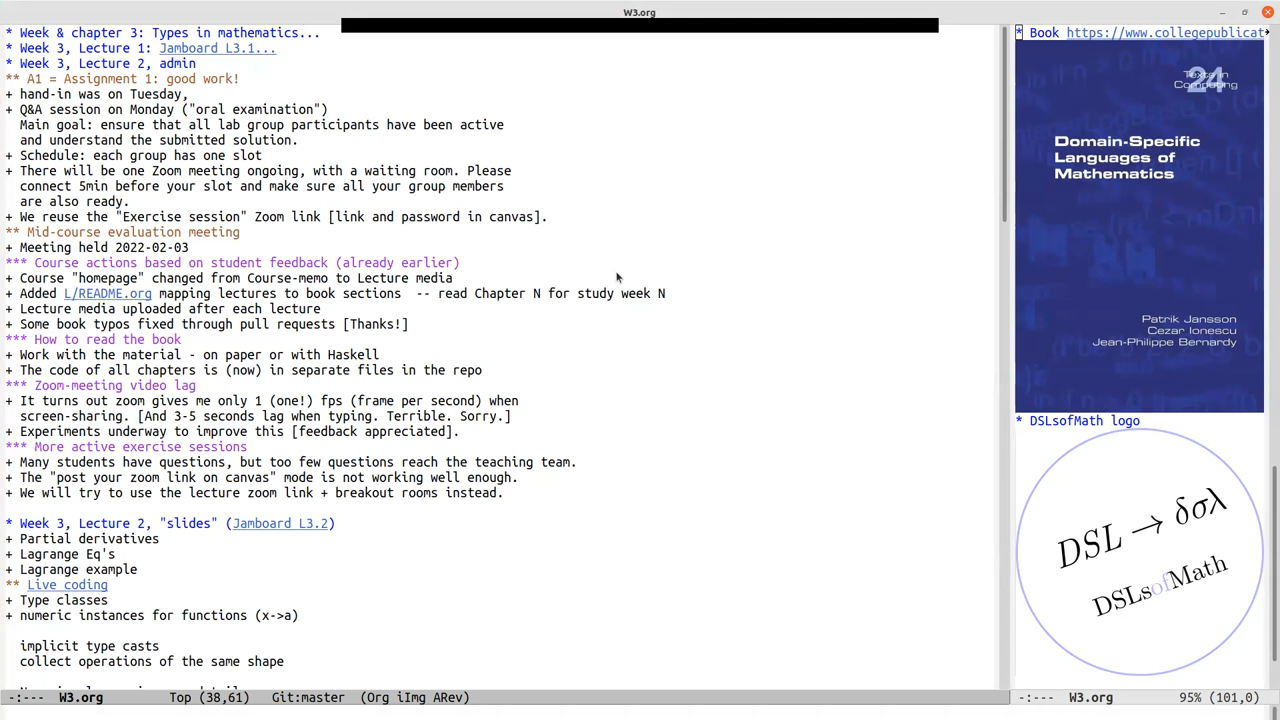 W3.org
* Week & chapter 3: Types in mathematics...
* Week 3, Lecture 1: Jamboard L3.1...
* Week 3, Lecture 2, admin
** A1 = Assignment 1: good work!
+ hand-in was on Tuesday,
+ Q&A session on Monday ("oral examination")
Main goal: ensure that all lab group participants have been active
and understand the submitted solution.
+ Schedule: each group has one slot
+ There will be one Zoom meeting ongoing, with a waiting room. Please
connect 5min before your slot and make sure all your group members
are also ready.
+ We reuse the "Exercise session" Zoom link [link and password in canvas].
** Mid-course evaluation meeting
+ Meeting held 2022-02-03
*** Course actions based on student feedback (already earlier)
+ Course "homepage" changed from Course-memo to Lecture media
+ Added L/README.org mapping lectures to book sections  -- read Chapter N for study week N
+ Lecture media uploaded after each lecture
+ Some book typos fixed through pull requests [Thanks!]
*** How to read the book
+ Work with the material - on paper or with Haskell
+ The code of all chapters is (now) in separate files in the repo
*** Zoom-meeting video lag
+ It turns out zoom gives me only 1 (one!) fps (frame per second) when
screen-sharing. [And 3-5 seconds lag when typing. Terrible. Sorry.]
+ Experiments underway to improve this [feedback appreciated].
*** More active exercise sessions
+ Many students have questions, but too few questions reach the teaching team.
+ The "post your zoom link on canvas" mode is not working well enough.
+ We will try to use the lecture zoom link + breakout rooms instead.
* Week 3, Lecture 2, "slides" (Jamboard L3.2)
+ Partial derivatives
+ Lagrange Eq's
+ Lagrange example
** Live coding
+ Type classes
+ numeric instances for functions (x->a)
implicit type casts
collect operations of the same shape
-:---  W3.org  Top (38,61)  Git:master  (Org iImg ARev)
* Book https://www.collegepublicat
24
Texts in
Computing
Domain-Specific
Languages of
Mathematics
Patrik Jansson
Cezar Ionescu
Jean-Philippe Bernardy
* DSLsofMath logo
DSL → δσλ
DSLsofMath
-:---  W3.org  95% (101,0)